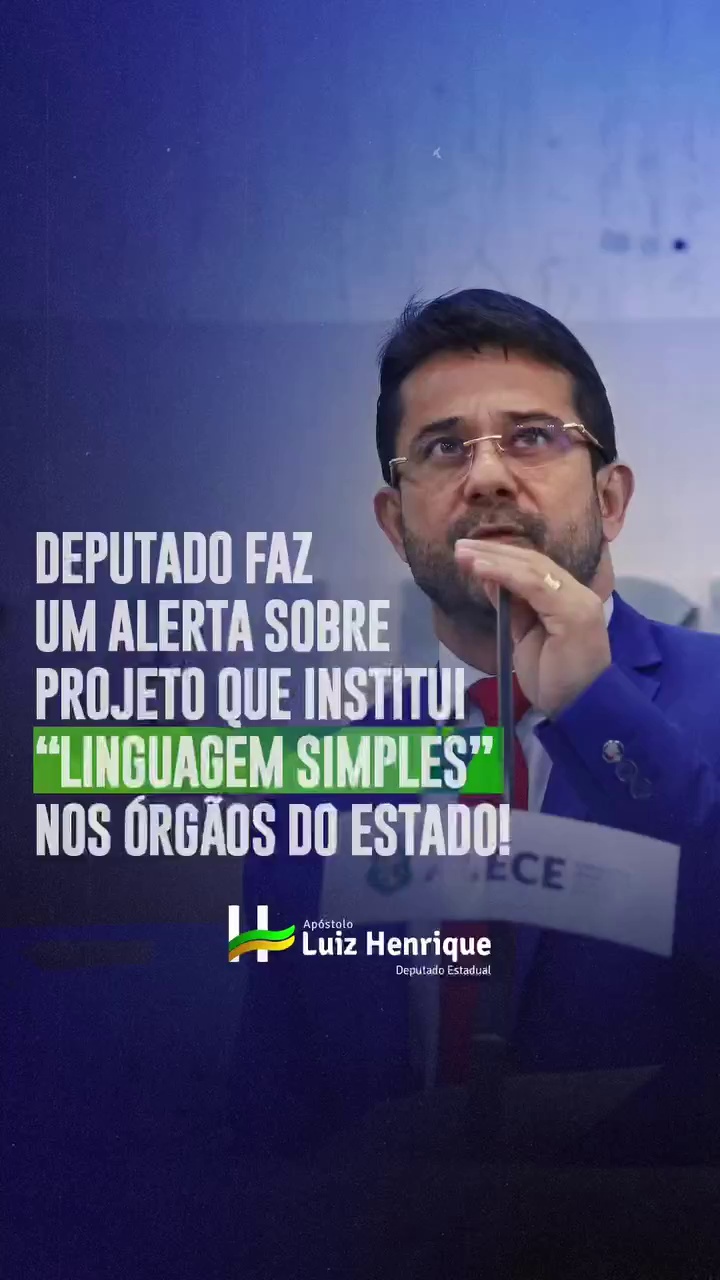 DEPUTADO FAZ
UM ALERTA SOBRE
PROJETO QUE INSTITUI
“LINGUAGEM SIMPLES”
NOS ÓRGÃOS DO ESTADO!
Apóstolo
Luiz Henrique
Deputado Estadual